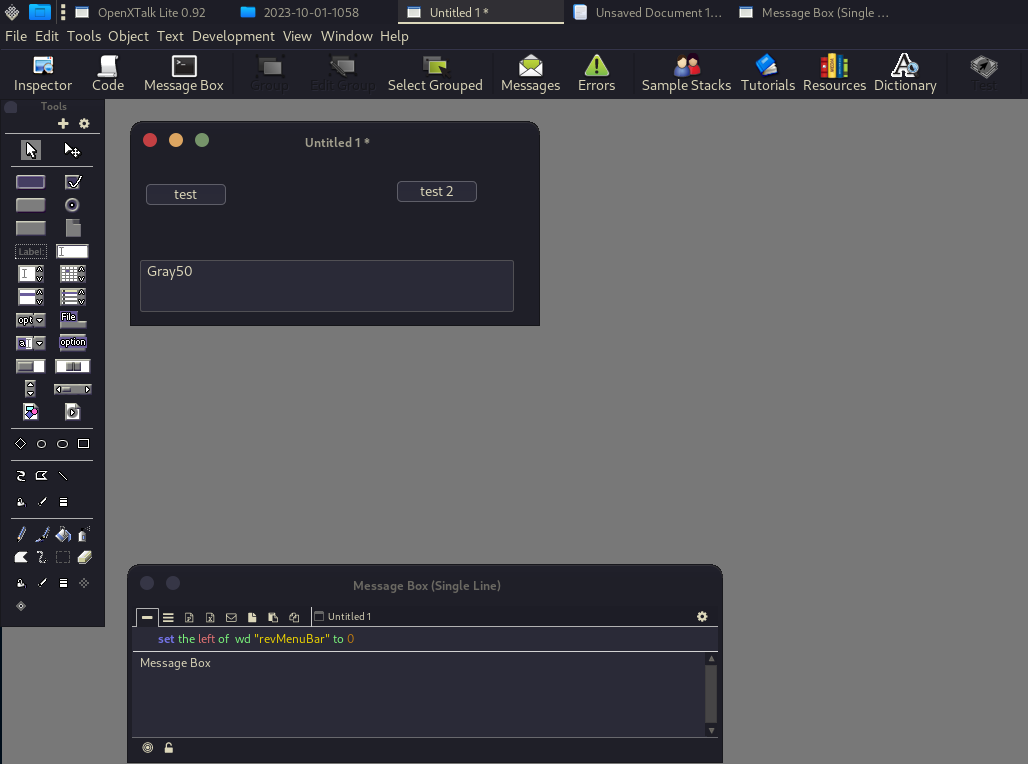 OpenXTalk Lite 0.92 2023-10-01-1058 Untitled 1 * Unsaved Document 1... Message Box (Single ...
File Edit Tools Object Text Development View Window Help
Inspector Code Message Box Group Edit Group Select Grouped Messages Errors Sample Stacks Tutorials Resources Dictionary Test
Tools
Untitled 1 *
test test 2
Label:
Gray50
opt File
a option
Message Box (Single Line)
Untitled 1
set the left of wd "revMenuBar" to 0
Message Box